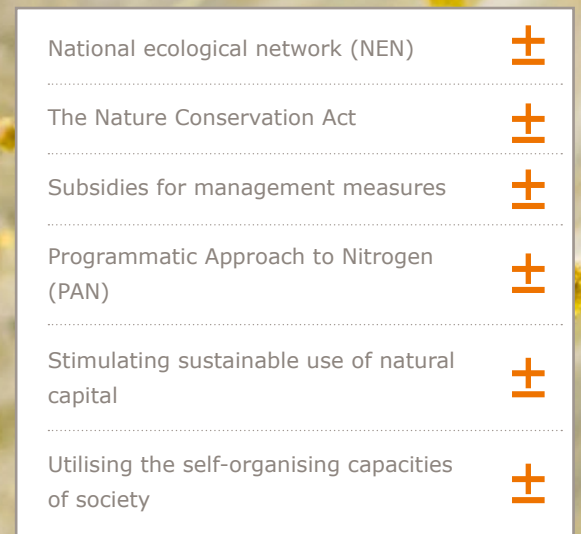 National ecological network (NEN) ±
The Nature Conservation Act ±
Subsidies for management measures ±
Programmatic Approach to Nitrogen
(PAN) ±
Stimulating sustainable use of natural
capital ±
Utilising the self-organising capacities
of society ±